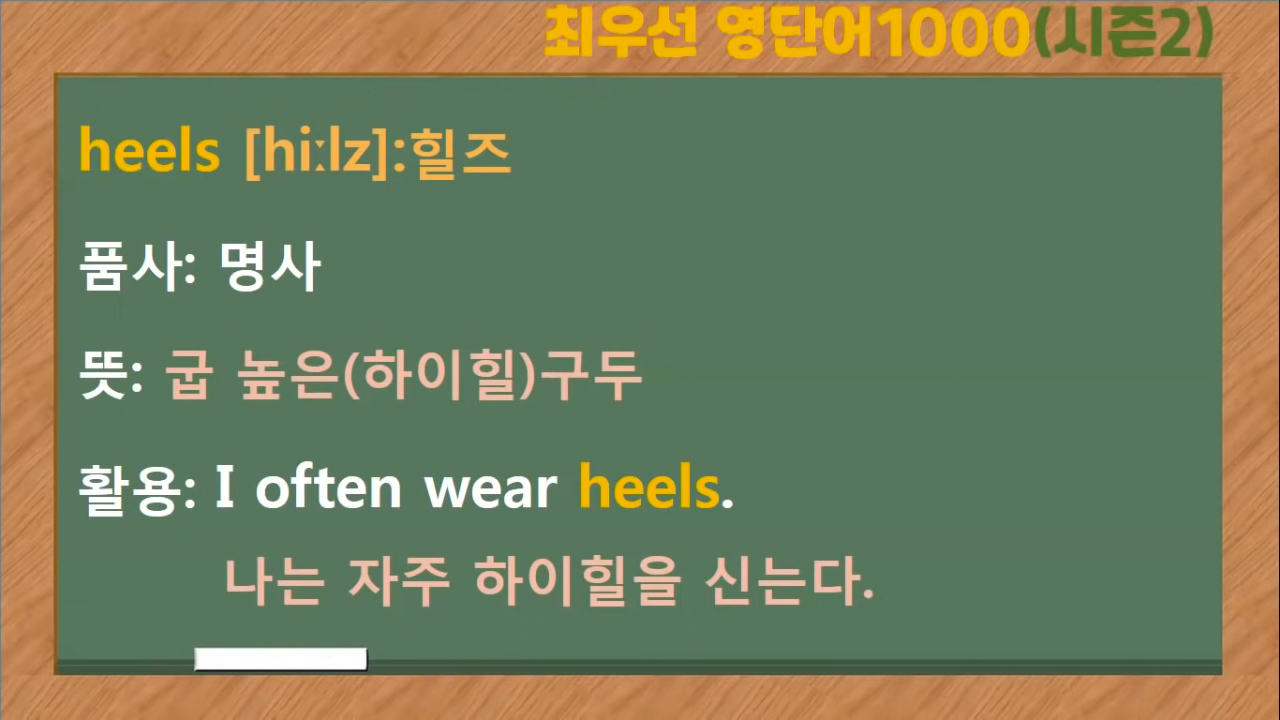 최우선 영단어1000(시즌2)
heels [hiːlz]:힐즈
품사: 명사
뜻: 굽 높은(하이힐)구두
활용: I often wear heels.
나는 자주 하이힐을 신는다.